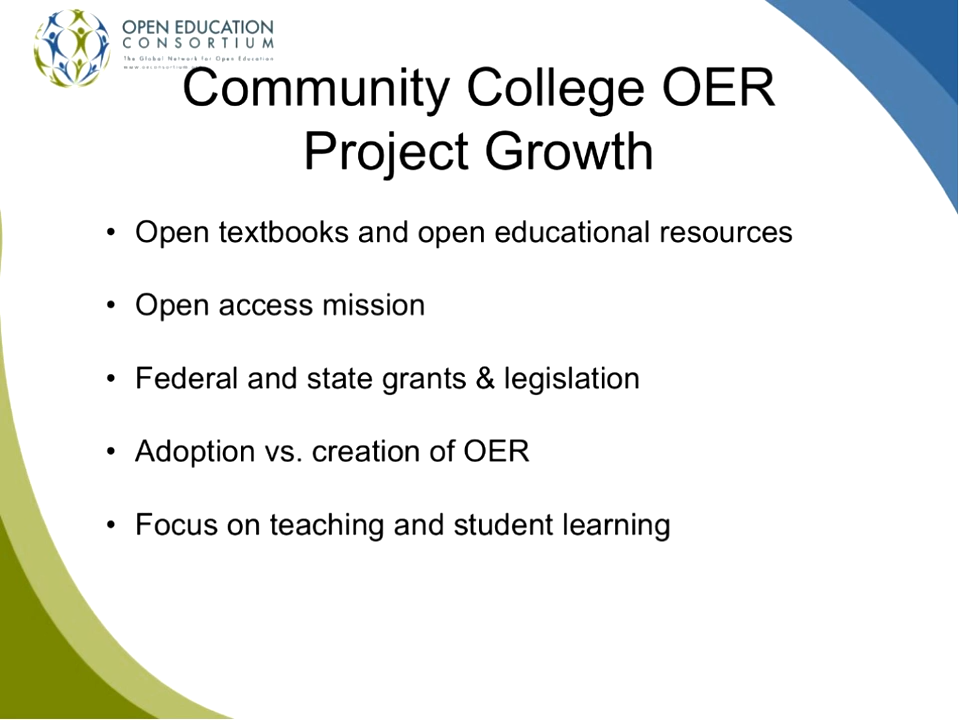 OPEN EDUCATION
CONSORTIUM
The Global Network for Open Education
Community College OER
Project Growth
• Open textbooks and open educational resources
• Open access mission
• Federal and state grants & legislation
• Adoption vs. creation of OER
• Focus on teaching and student learning